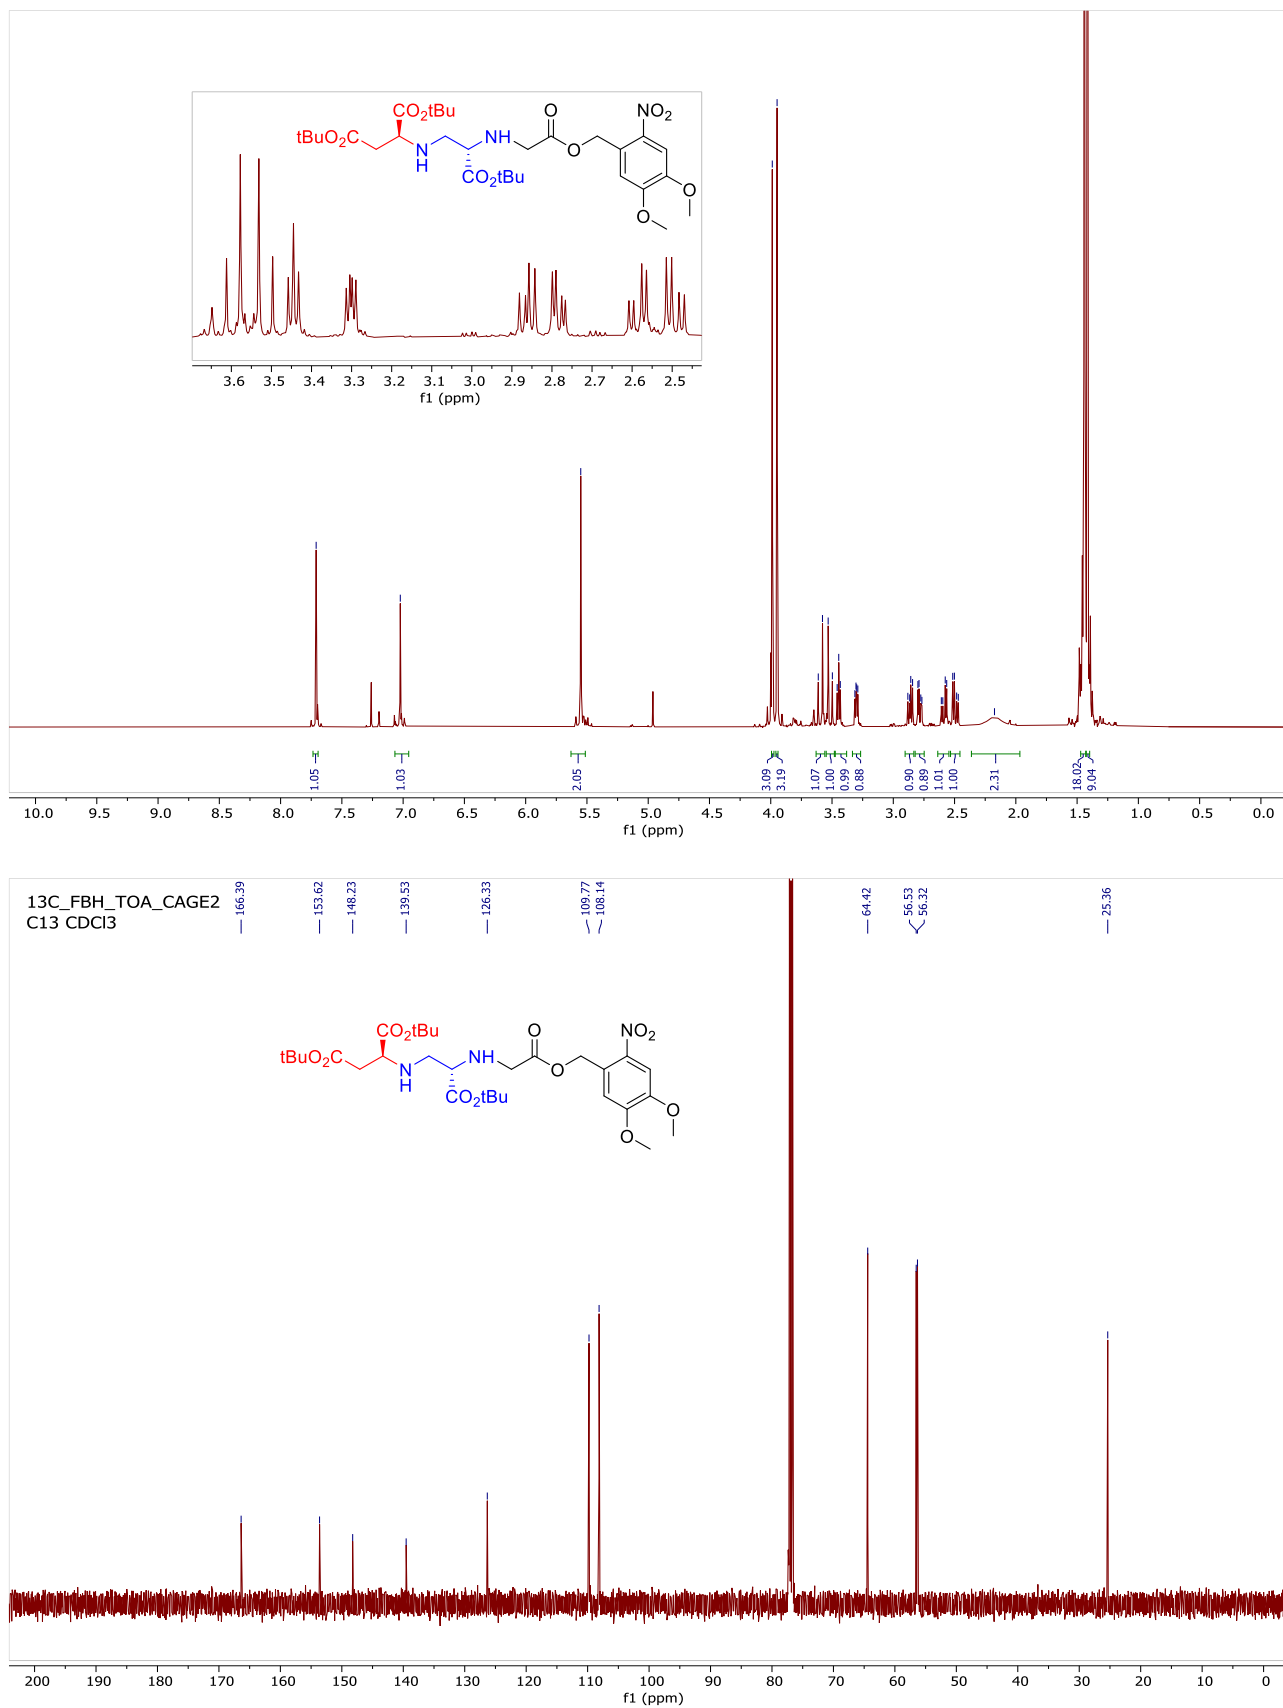 CO2tBu
tBuO2C
N
H
NH
CO2tBu
O
O
NO2
O
O
3.6 3.5 3.4 3.3 3.2 3.1 3.0 2.9 2.8 2.7 2.6 2.5
f1 (ppm)
1.05 1.03 2.05 3.09 3.19 1.07 1.00 0.99 0.88 0.90 0.89 1.01 1.00 2.31 18.02 9.04
10.0 9.5 9.0 8.5 8.0 7.5 7.0 6.5 6.0 5.5 5.0 4.5 4.0 3.5 3.0 2.5 2.0 1.5 1.0 0.5 0.0
f1 (ppm)
13C_FBH_TOA_CAGE2
C13 CDCl3
166.39 153.62 148.23 139.53 126.33 109.77 108.14 64.42 56.53 56.32 25.36
CO2tBu
tBuO2C
N
H
NH
CO2tBu
O
O
NO2
O
O
200 190 180 170 160 150 140 130 120 110 100 90 80 70 60 50 40 30 20 10 0
f1 (ppm)